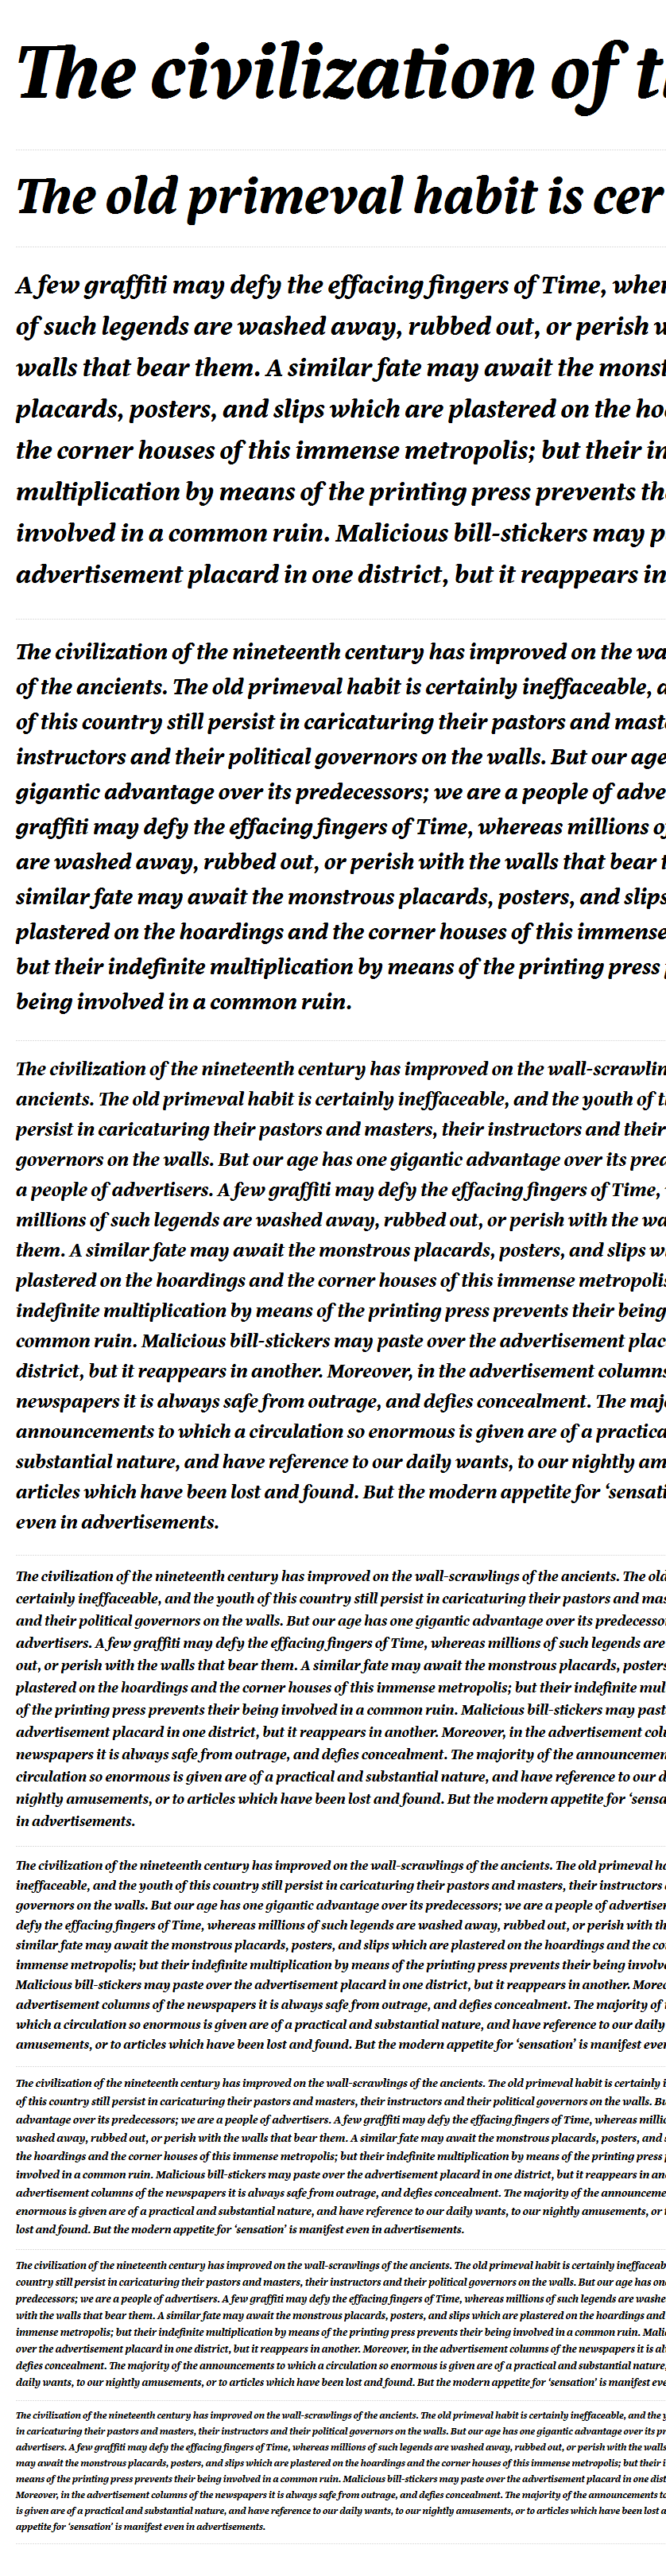 The civilization of t
The old primeval habit is cer
A few graffiti may defy the effacing fingers of Time, wher
of such legends are washed away, rubbed out, or perish w
walls that bear them. A similar fate may await the monst
placards, posters, and slips which are plastered on the ho
the corner houses of this immense metropolis; but their in
multiplication by means of the printing press prevents the
involved in a common ruin. Malicious bill-stickers may p
advertisement placard in one district, but it reappears in
The civilization of the nineteenth century has improved on the wa
of the ancients. The old primeval habit is certainly ineffaceable, a
of this country still persist in caricaturing their pastors and mast
instructors and their political governors on the walls. But our age
gigantic advantage over its predecessors; we are a people of adve
graffiti may defy the effacing fingers of Time, whereas millions of
are washed away, rubbed out, or perish with the walls that bear t
similar fate may await the monstrous placards, posters, and slips
plastered on the hoardings and the corner houses of this immense
but their indefinite multiplication by means of the printing press
being involved in a common ruin.
The civilization of the nineteenth century has improved on the wall-scrawlin
ancients. The old primeval habit is certainly ineffaceable, and the youth of t
persist in caricaturing their pastors and masters, their instructors and their
governors on the walls. But our age has one gigantic advantage over its pred
a people of advertisers. A few graffiti may defy the effacing fingers of Time,
millions of such legends are washed away, rubbed out, or perish with the wa
them. A similar fate may await the monstrous placards, posters, and slips w
plastered on the hoardings and the corner houses of this immense metropolis
indefinite multiplication by means of the printing press prevents their being
common ruin. Malicious bill-stickers may paste over the advertisement plac
district, but it reappears in another. Moreover, in the advertisement columns
newspapers it is always safe from outrage, and defies concealment. The majo
announcements to which a circulation so enormous is given are of a practica
substantial nature, and have reference to our daily wants, to our nightly am
articles which have been lost and found. But the modern appetite for ‘sensati
even in advertisements.
The civilization of the nineteenth century has improved on the wall-scrawlings of the ancients. The old
certainly ineffaceable, and the youth of this country still persist in caricaturing their pastors and mas
and their political governors on the walls. But our age has one gigantic advantage over its predecesso
advertisers. A few graffiti may defy the effacing fingers of Time, whereas millions of such legends are
out, or perish with the walls that bear them. A similar fate may await the monstrous placards, posters
plastered on the hoardings and the corner houses of this immense metropolis; but their indefinite mul
of the printing press prevents their being involved in a common ruin. Malicious bill-stickers may past
advertisement placard in one district, but it reappears in another. Moreover, in the advertisement colu
newspapers it is always safe from outrage, and defies concealment. The majority of the announcemen
circulation so enormous is given are of a practical and substantial nature, and have reference to our d
nightly amusements, or to articles which have been lost and found. But the modern appetite for ‘sensa
in advertisements.
The civilization of the nineteenth century has improved on the wall-scrawlings of the ancients. The old primeval ha
ineffaceable, and the youth of this country still persist in caricaturing their pastors and masters, their instructors
governors on the walls. But our age has one gigantic advantage over its predecessors; we are a people of advertiser
defy the effacing fingers of Time, whereas millions of such legends are washed away, rubbed out, or perish with th
similar fate may await the monstrous placards, posters, and slips which are plastered on the hoardings and the co
immense metropolis; but their indefinite multiplication by means of the printing press prevents their being involve
Malicious bill-stickers may paste over the advertisement placard in one district, but it reappears in another. Moreo
advertisement columns of the newspapers it is always safe from outrage, and defies concealment. The majority of
which a circulation so enormous is given are of a practical and substantial nature, and have reference to our daily
amusements, or to articles which have been lost and found. But the modern appetite for ‘sensation’ is manifest even
The civilization of the nineteenth century has improved on the wall-scrawlings of the ancients. The old primeval habit is certainly i
of this country still persist in caricaturing their pastors and masters, their instructors and their political governors on the walls. Bu
advantage over its predecessors; we are a people of advertisers. A few graffiti may defy the effacing fingers of Time, whereas millio
washed away, rubbed out, or perish with the walls that bear them. A similar fate may await the monstrous placards, posters, and s
the hoardings and the corner houses of this immense metropolis; but their indefinite multiplication by means of the printing press p
involved in a common ruin. Malicious bill-stickers may paste over the advertisement placard in one district, but it reappears in an
advertisement columns of the newspapers it is always safe from outrage, and defies concealment. The majority of the announceme
enormous is given are of a practical and substantial nature, and have reference to our daily wants, to our nightly amusements, or t
lost and found. But the modern appetite for ‘sensation’ is manifest even in advertisements.
The civilization of the nineteenth century has improved on the wall-scrawlings of the ancients. The old primeval habit is certainly ineffaceab
country still persist in caricaturing their pastors and masters, their instructors and their political governors on the walls. But our age has on
predecessors; we are a people of advertisers. A few graffiti may defy the effacing fingers of Time, whereas millions of such legends are washe
with the walls that bear them. A similar fate may await the monstrous placards, posters, and slips which are plastered on the hoardings and
immense metropolis; but their indefinite multiplication by means of the printing press prevents their being involved in a common ruin. Mali
over the advertisement placard in one district, but it reappears in another. Moreover, in the advertisement columns of the newspapers it is al
defies concealment. The majority of the announcements to which a circulation so enormous is given are of a practical and substantial nature,
daily wants, to our nightly amusements, or to articles which have been lost and found. But the modern appetite for ‘sensation’ is manifest eve
The civilization of the nineteenth century has improved on the wall-scrawlings of the ancients. The old primeval habit is certainly ineffaceable, and the y
in caricaturing their pastors and masters, their instructors and their political governors on the walls. But our age has one gigantic advantage over its pr
advertisers. A few graffiti may defy the effacing fingers of Time, whereas millions of such legends are washed away, rubbed out, or perish with the walls
may await the monstrous placards, posters, and slips which are plastered on the hoardings and the corner houses of this immense metropolis; but their i
means of the printing press prevents their being involved in a common ruin. Malicious bill-stickers may paste over the advertisement placard in one dist
Moreover, in the advertisement columns of the newspapers it is always safe from outrage, and defies concealment. The majority of the announcements to
is given are of a practical and substantial nature, and have reference to our daily wants, to our nightly amusements, or to articles which have been lost a
appetite for ‘sensation’ is manifest even in advertisements.